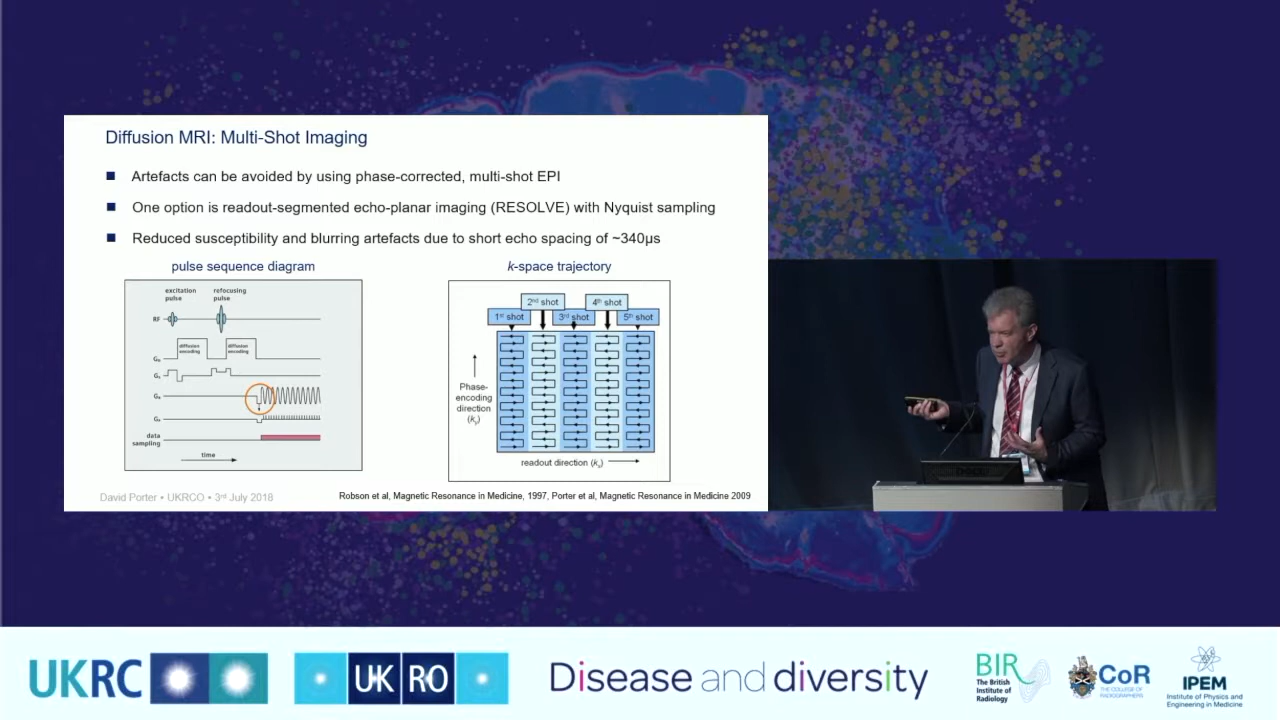 Diffusion MRI: Multi-Shot Imaging
Artefacts can be avoided by using phase-corrected, multi-shot EPI
One option is readout-segmented echo-planar imaging (RESOLVE) with Nyquist sampling
Reduced susceptibility and blurring artefacts due to short echo spacing of ~340µs
pulse sequence diagram
excitation
pulse
refocusing
pulse
RF
diffusion
encoding
diffusion
encoding
data
sampling
time
k-space trajectory
2nd shot
4th shot
1st shot
3rd shot
5th shot
Phase-
encoding
direction
(ky)
readout direction (kx)
David Porter • UKRCO • 3rd July 2018
Robson et al, Magnetic Resonance in Medicine, 1997, Porter et al, Magnetic Resonance in Medicine 2009
UKRC
UK RO
Disease and diversity
BIR
The British
Institute of
Radiology
CoR
THE COLLEGE OF
RADIOGRAPHERS
IPEM
Institute of Physics and
Engineering in Medicine